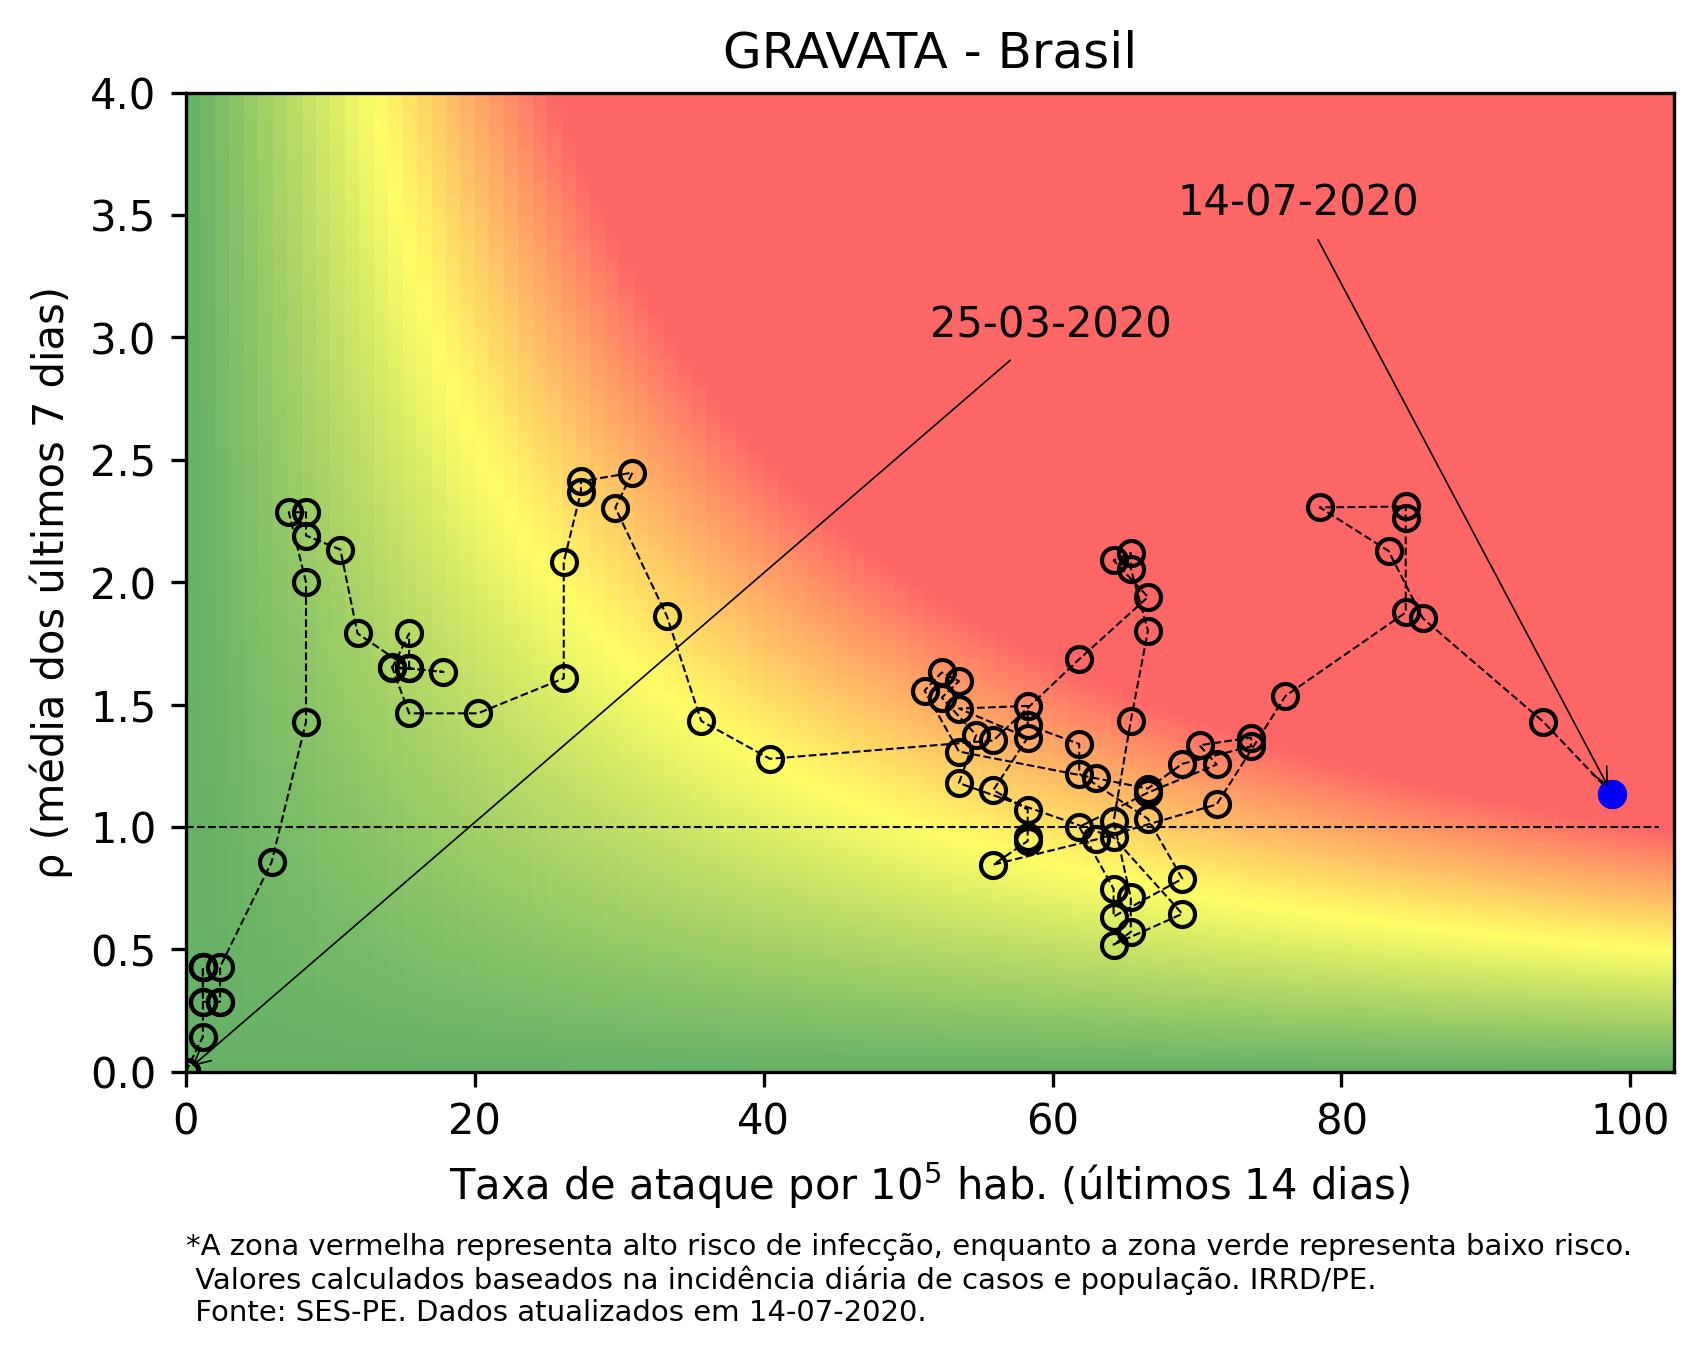 GRAVATA - Brasil
4.0
3.5
3.0
2.5
2.0
1.5
1.0
0.5
0.0
ρ (média dos últimos 7 dias)
14-07-2020
25-03-2020
0 20 40 60 80 100
Taxa de ataque por 10⁵ hab. (últimos 14 dias)
*A zona vermelha representa alto risco de infecção, enquanto a zona verde representa baixo risco.
Valores calculados baseados na incidência diária de casos e população. IRRD/PE.
Fonte: SES-PE. Dados atualizados em 14-07-2020.